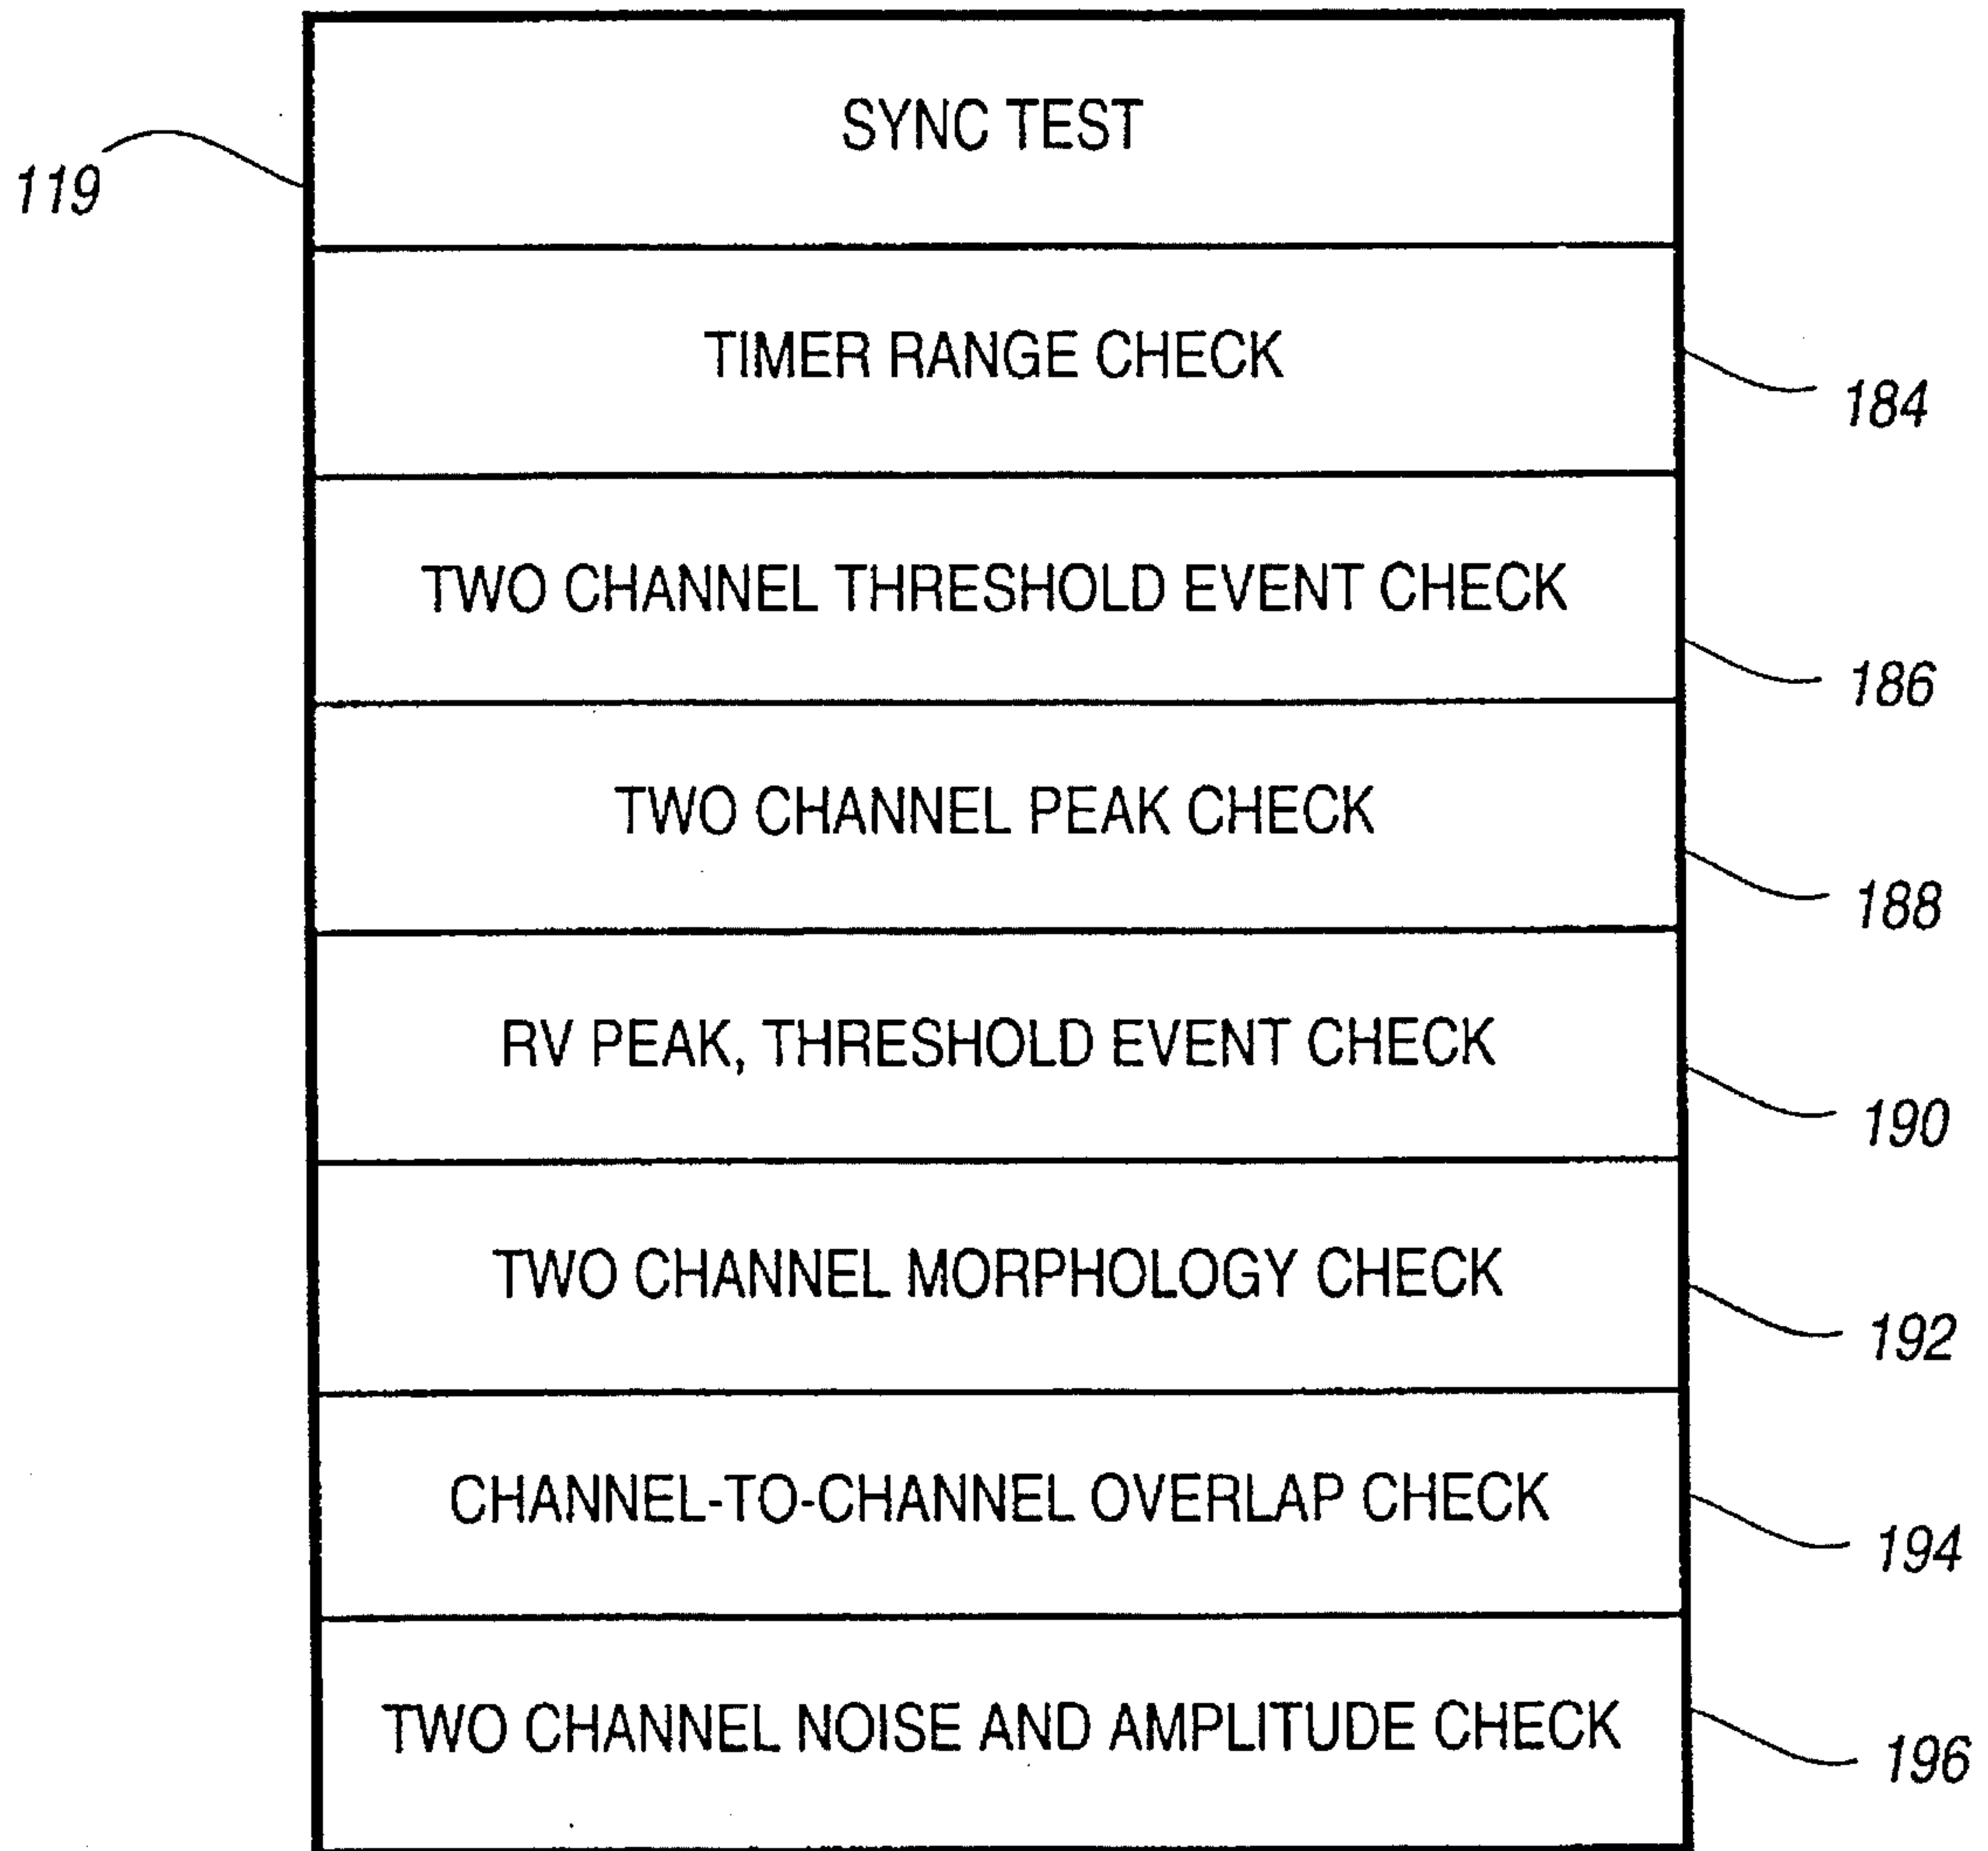 SYNC TEST
119
TIMER RANGE CHECK
184
TWO CHANNEL THRESHOLD EVENT CHECK
186
TWO CHANNEL PEAK CHECK
188
RV PEAK, THRESHOLD EVENT CHECK
190
TWO CHANNEL MORPHOLOGY CHECK
192
CHANNEL-TO-CHANNEL OVERLAP CHECK
194
TWO CHANNEL NOISE AND AMPLITUDE CHECK
196